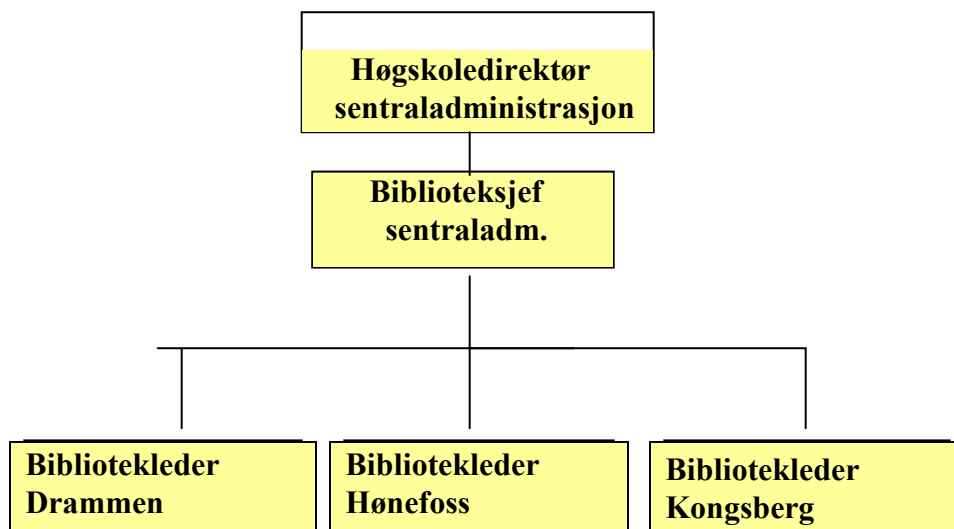 Høgskoledirektør
sentraladministrasjon
Biblioteksjef
sentraladm.
Bibliotekleder
Drammen
Bibliotekleder
Hønefoss
Bibliotekleder
Kongsberg